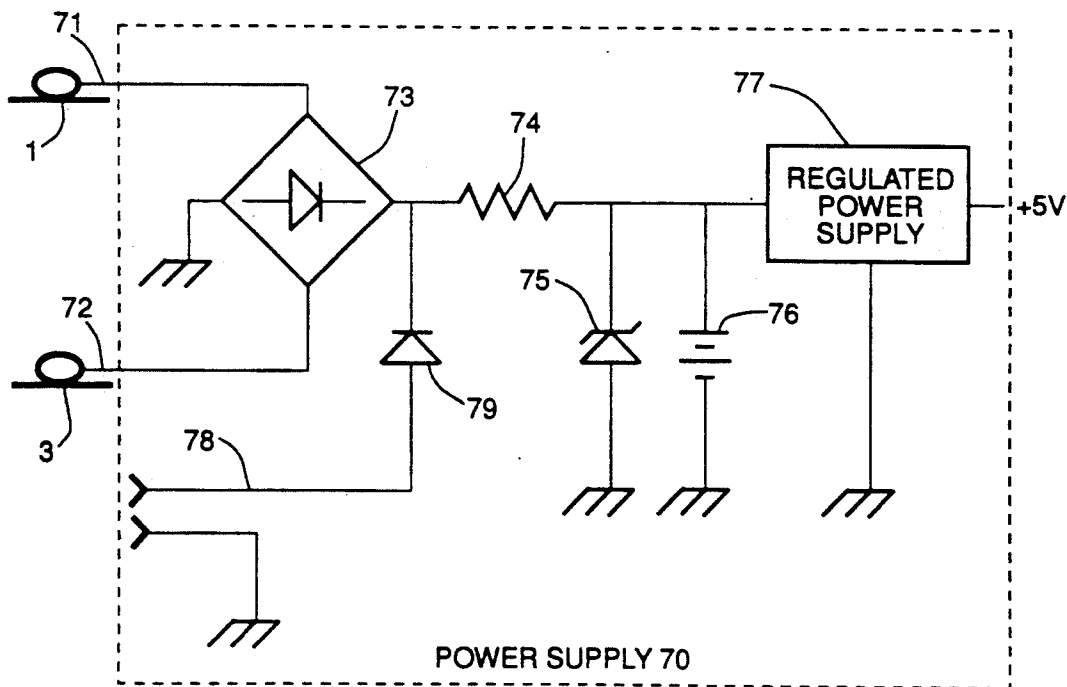 71
1
73
74
77
REGULATED
POWER
SUPPLY
+5V
72
3
75
76
79
78
POWER SUPPLY 70